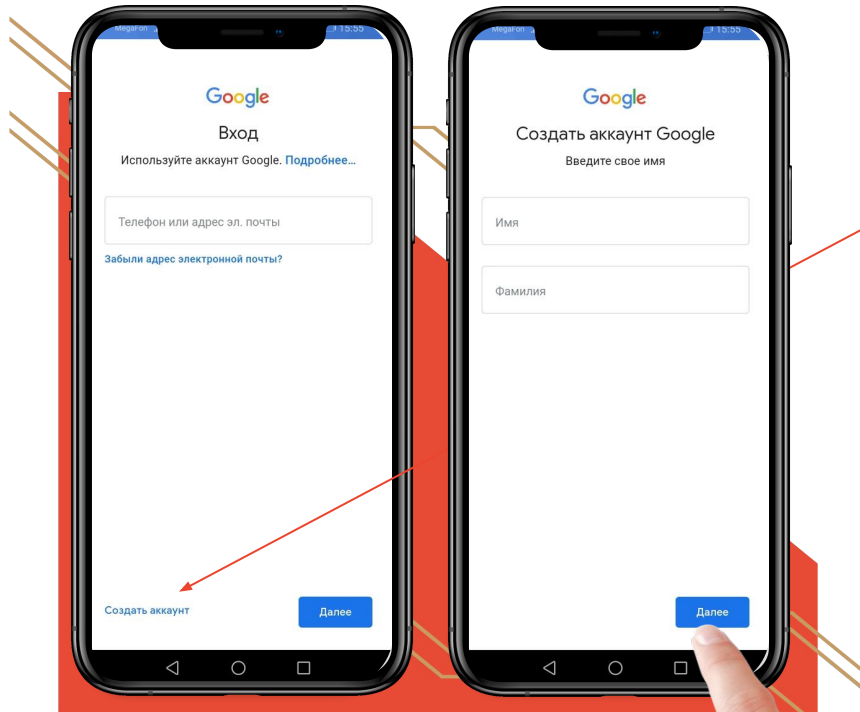 MegaFon
15:55
Google
Вход
Используйте аккаунт Google. Подробнее...
Телефон или адрес эл. почты
Забыли адрес электронной почты?
Создать аккаунт
Далее
MegaFon
15:55
Google
Создать аккаунт Google
Введите свое имя
Имя
Фамилия
Далее